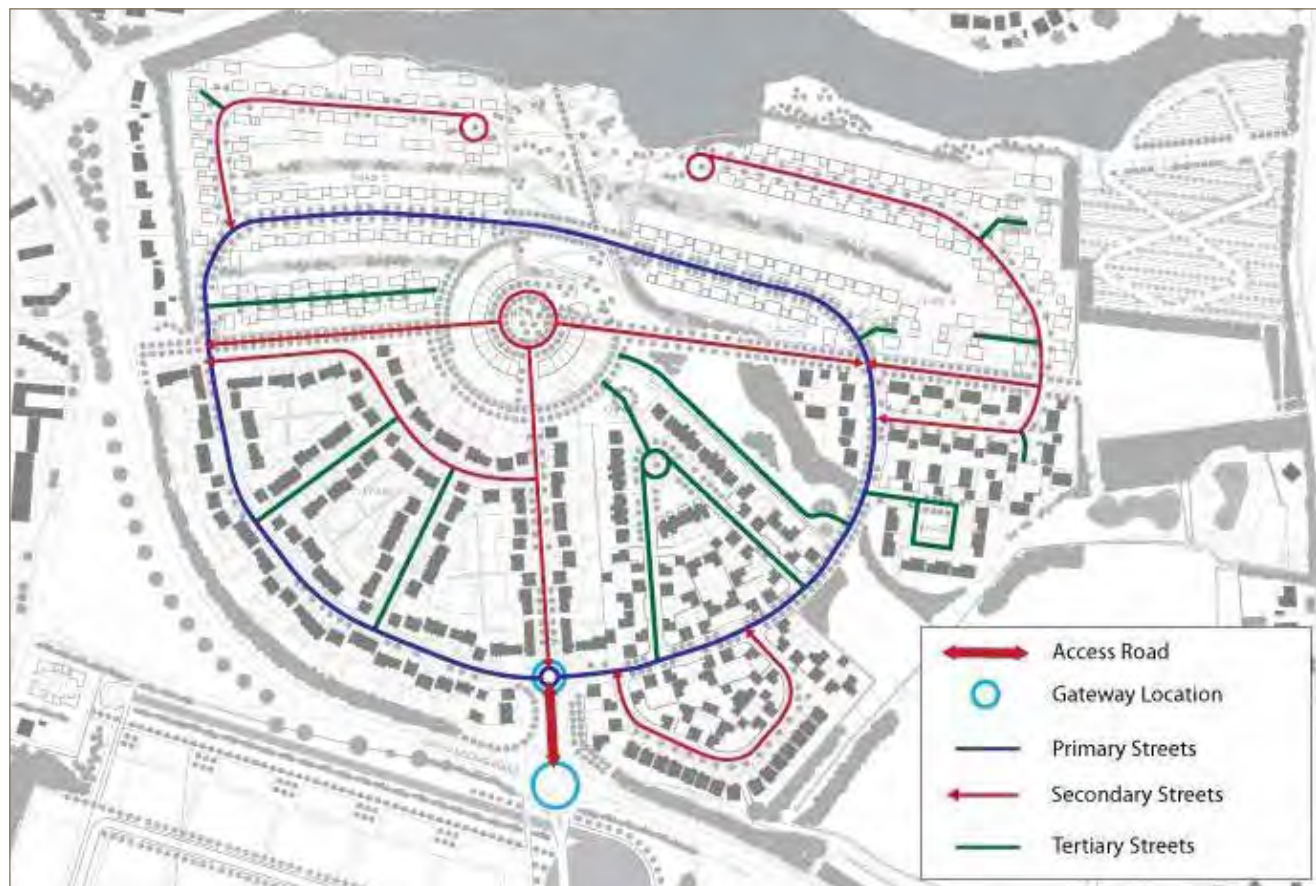 Access Road
Gateway Location
Primary Streets
Secondary Streets
Tertiary Streets